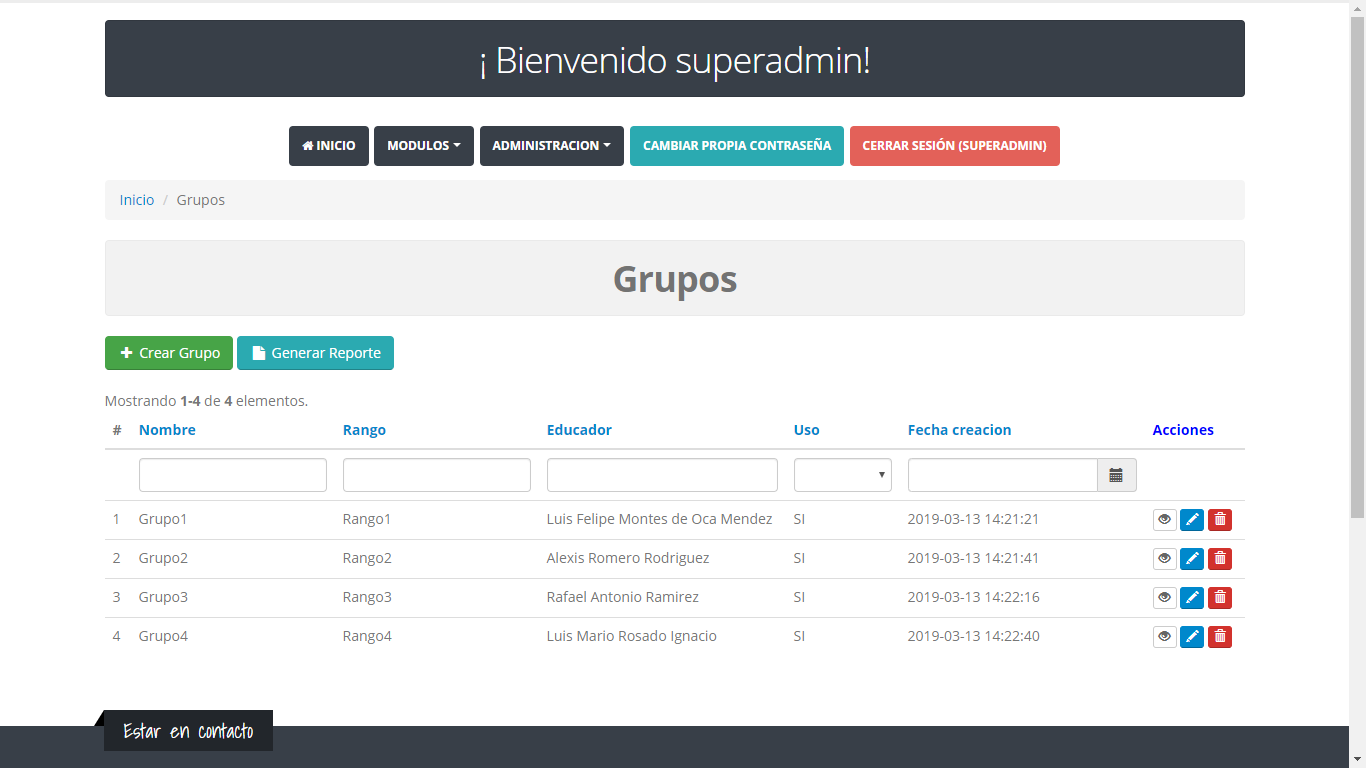 ¡ Bienvenido superadmin!
INICIO MODULOS ADMINISTRACION CAMBIAR PROPIA CONTRASEÑA CERRAR SESIÓN (SUPERADMIN)
Inicio / Grupos
Grupos
Crear Grupo Generar Reporte
Mostrando 1-4 de 4 elementos.
# Nombre Rango Educador Uso Fecha creacion Acciones
1 Grupo1 Rango1 Luis Felipe Montes de Oca Mendez SI 2019-03-13 14:21:21
2 Grupo2 Rango2 Alexis Romero Rodriguez SI 2019-03-13 14:21:41
3 Grupo3 Rango3 Rafael Antonio Ramirez SI 2019-03-13 14:22:16
4 Grupo4 Rango4 Luis Mario Rosado Ignacio SI 2019-03-13 14:22:40
Estar en contacto